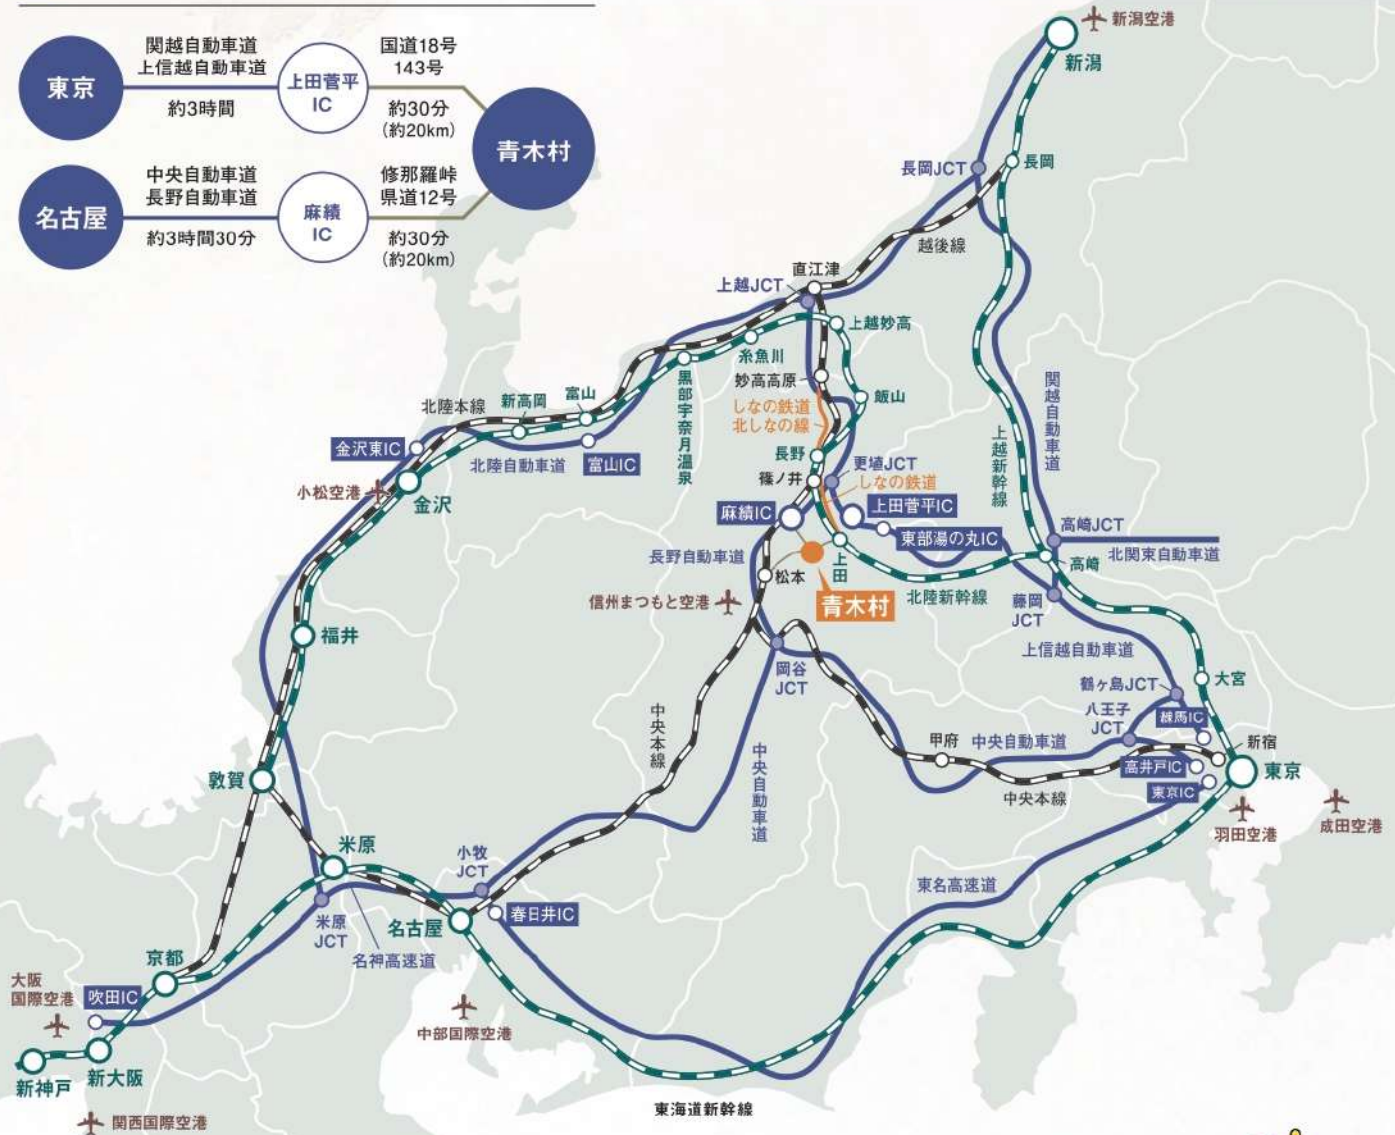 東京
関越自動車道
上信越自動車道
約3時間
上田菅平
IC
国道18号
143号
約30分
(約20km)
青木村
名古屋
中央自動車道
長野自動車道
約3時間30分
麻績
IC
修那羅峠
県道12号
約30分
(約20km)
新潟空港
新潟
長岡JCT
長岡
越後線
直江津
上越JCT
上越妙高
糸魚川
妙高高原
黒部宇奈月温泉
富山
新高岡
北陸本線
飯山
しなの鉄道
北しなの線
関越自動車道
上越新幹線
金沢東IC
北陸自動車道
富山IC
長野
更埴JCT
篠ノ井
しなの鉄道
小松空港
金沢
麻績IC
上田菅平IC
東部湯の丸IC
高崎JCT
北関東自動車道
長野自動車道
上田
高崎
松本
青木村
北陸新幹線
藤岡
JCT
信州まつもと空港
福井
上信越自動車道
岡谷
JCT
鶴ヶ島JCT
大宮
八王子
JCT
練馬IC
中央本線
中央自動車道
甲府
中央自動車道
新宿
高井戸IC
東京
東京IC
中央本線
敦賀
羽田空港
成田空港
米原
小牧
JCT
東名高速道
春日井IC
米原
JCT
名古屋
名神高速道
京都
大阪
国際空港
吹田IC
中部国際空港
新神戸
新大阪
東海道新幹線
関西国際空港